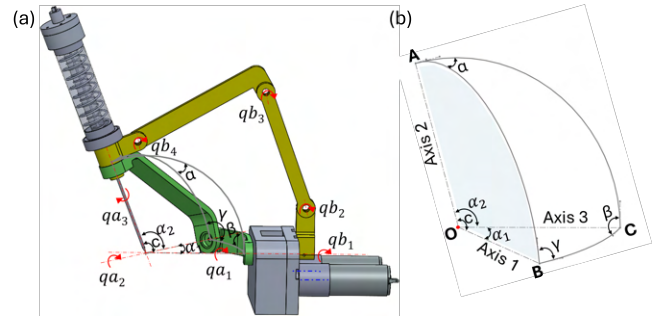 (a)
(b)
qb₄
qb₃
qb₂
qb₁
qa₃
qa₂
qa₁
α
α₂
c
α₁
γ
β
A
α
Axis 2
α₂
c
O
α₁
Axis 3
Axis 1
β
C
γ
B